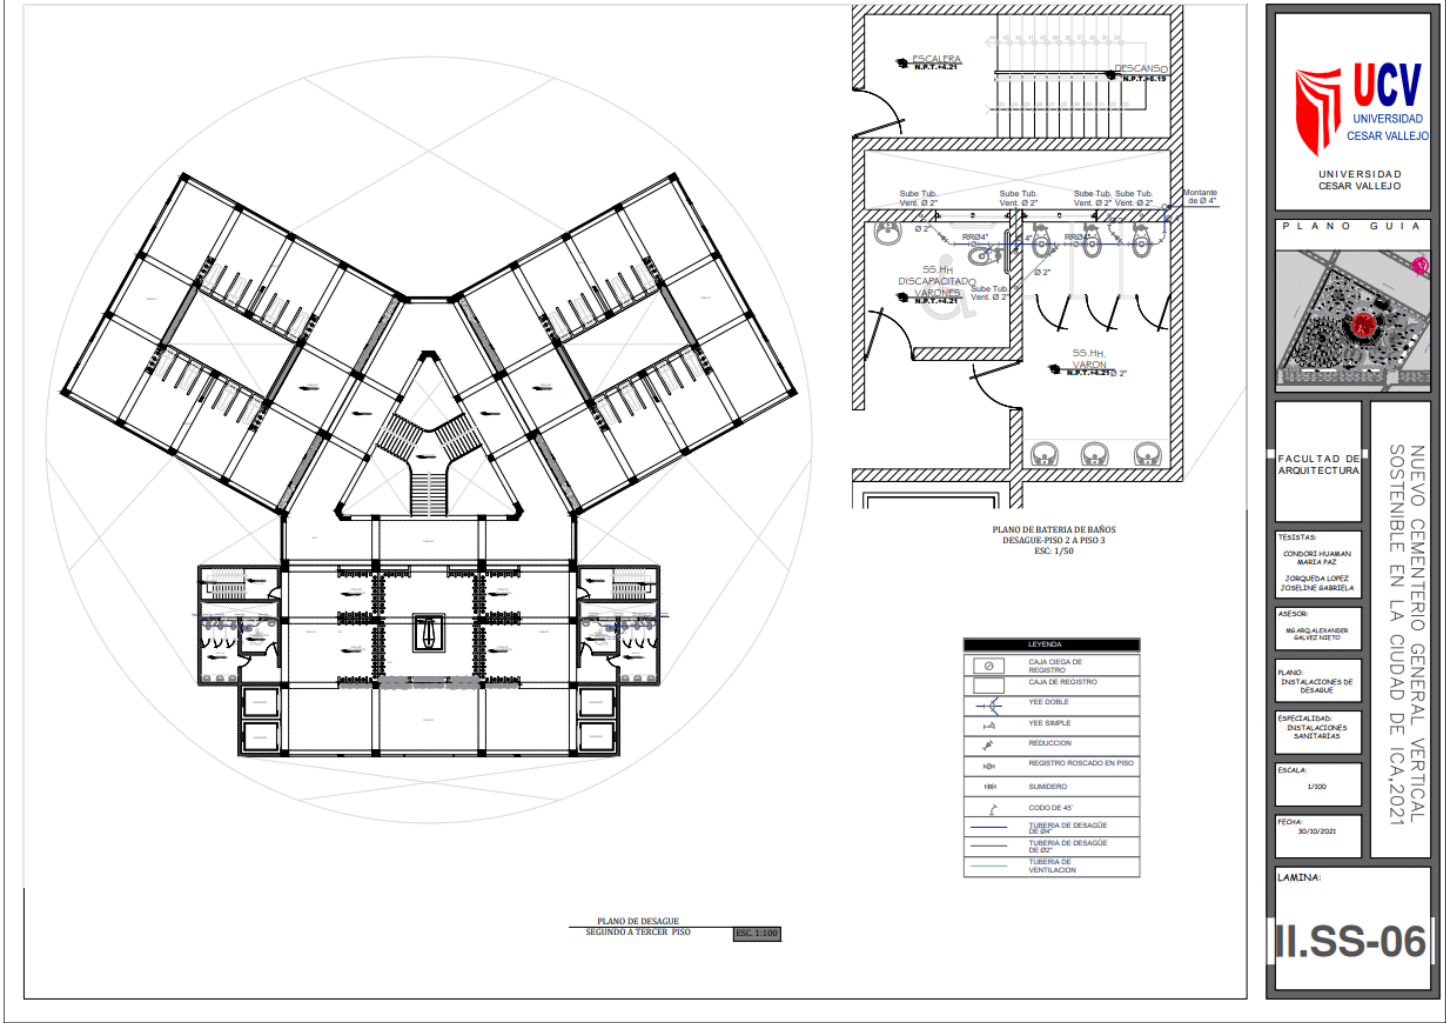 ESCALERA
N.P.T.+4.21
DESCANSO
N.P.T.+6.19
Sube Tub.
Vent. Ø 2"
Sube Tub.
Vent. Ø 2"
Sube Tub.
Vent. Ø 2"
Sube Tub.
Vent. Ø 2"
Montante
de Ø 4"
Ø 2"
RRØ4"
4"
RRØ4"
Ø 2"
SS.HH
DISCAPACITADO
VARONES
N.P.T.+4.21
Sube Tub.
Vent. Ø 2"
SS.HH.
VARON
N.P.T.+4.21
Ø 2"
PLANO DE BATERIA DE BAÑOS
DESAGUE-PISO 2 A PISO 3
ESC: 1/50
LEYENDA
CAJA CIEGA DE
REGISTRO
CAJA DE REGISTRO
YEE DOBLE
YEE SIMPLE
REDUCCION
REGISTRO ROSCADO EN PISO
SUMIDERO
CODO DE 45°
TUBERIA DE DESAGÜE
DE Ø4"
TUBERIA DE DESAGÜE
DE Ø2"
TUBERIA DE
VENTILACION
PLANO DE DESAGUE
SEGUNDO A TERCER PISO
ESC. 1:100
UCV
UNIVERSIDAD
CESAR VALLEJO
UNIVERSIDAD
CESAR VALLEJO
PLANO GUIA
FACULTAD DE
ARQUITECTURA
NUEVO CEMENTERIO GENERAL VERTICAL
SOSTENIBLE EN LA CIUDAD DE ICA,2021
TESISTAS:
CONDORI HUAMAN
MARIA PAZ
JORQUEDA LOPEZ
JOSELINE GABRIELA
ASESOR:
MG.ARQ.ALEXANDER
GALVEZ NIETO
PLANO:
INSTALACIONES DE
DESAGUE
ESPECIALIDAD:
INSTALACIONES
SANITARIAS
ESCALA:
1/100
FECHA:
30/10/2021
LAMINA:
II.SS-06